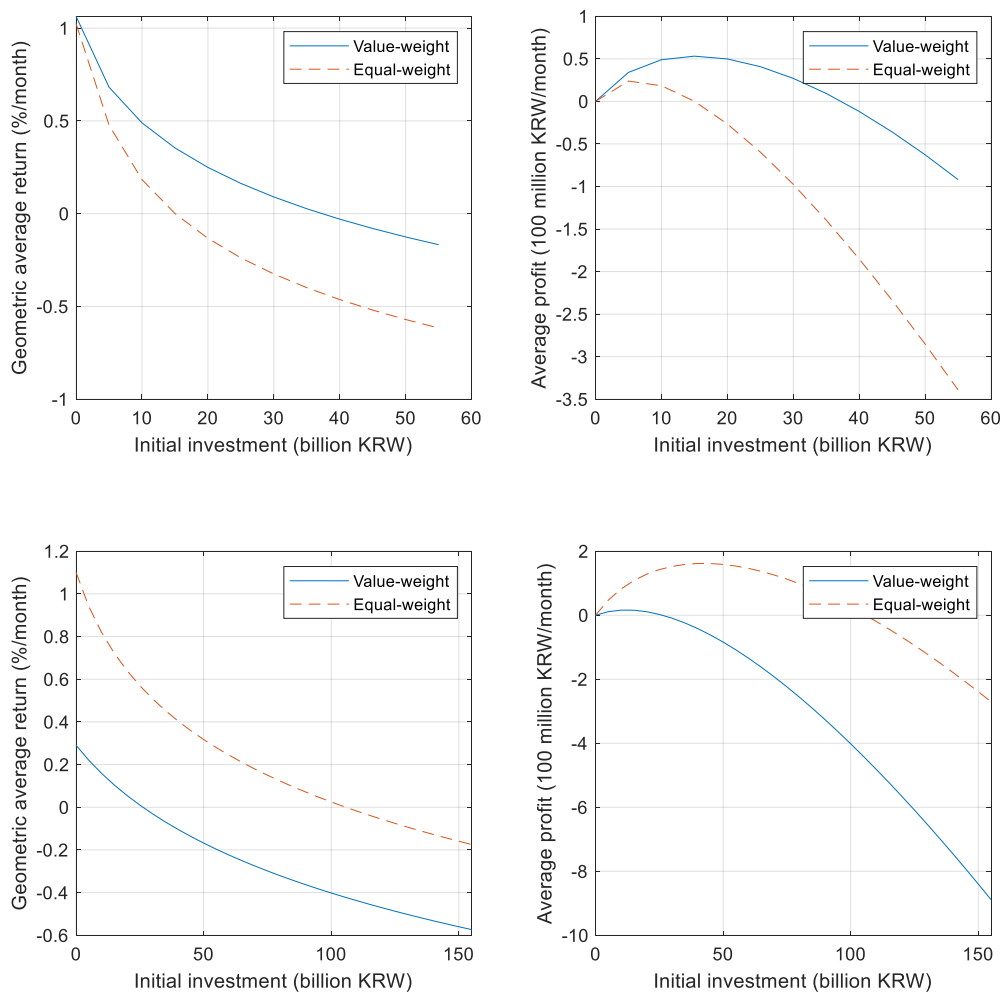 Geometric average return (%/month)
1
0.5
0
-0.5
-1
Value-weight
Equal-weight
0 10 20 30 40 50 60
Initial investment (billion KRW)
Average profit (100 million KRW/month)
1
0.5
0
-0.5
-1
-1.5
-2
-2.5
-3
-3.5
Value-weight
Equal-weight
0 10 20 30 40 50 60
Initial investment (billion KRW)
Geometric average return (%/month)
1.2
1
0.8
0.6
0.4
0.2
0
-0.2
-0.4
-0.6
Value-weight
Equal-weight
0 50 100 150
Initial investment (billion KRW)
Average profit (100 million KRW/month)
2
0
-2
-4
-6
-8
-10
Value-weight
Equal-weight
0 50 100 150
Initial investment (billion KRW)